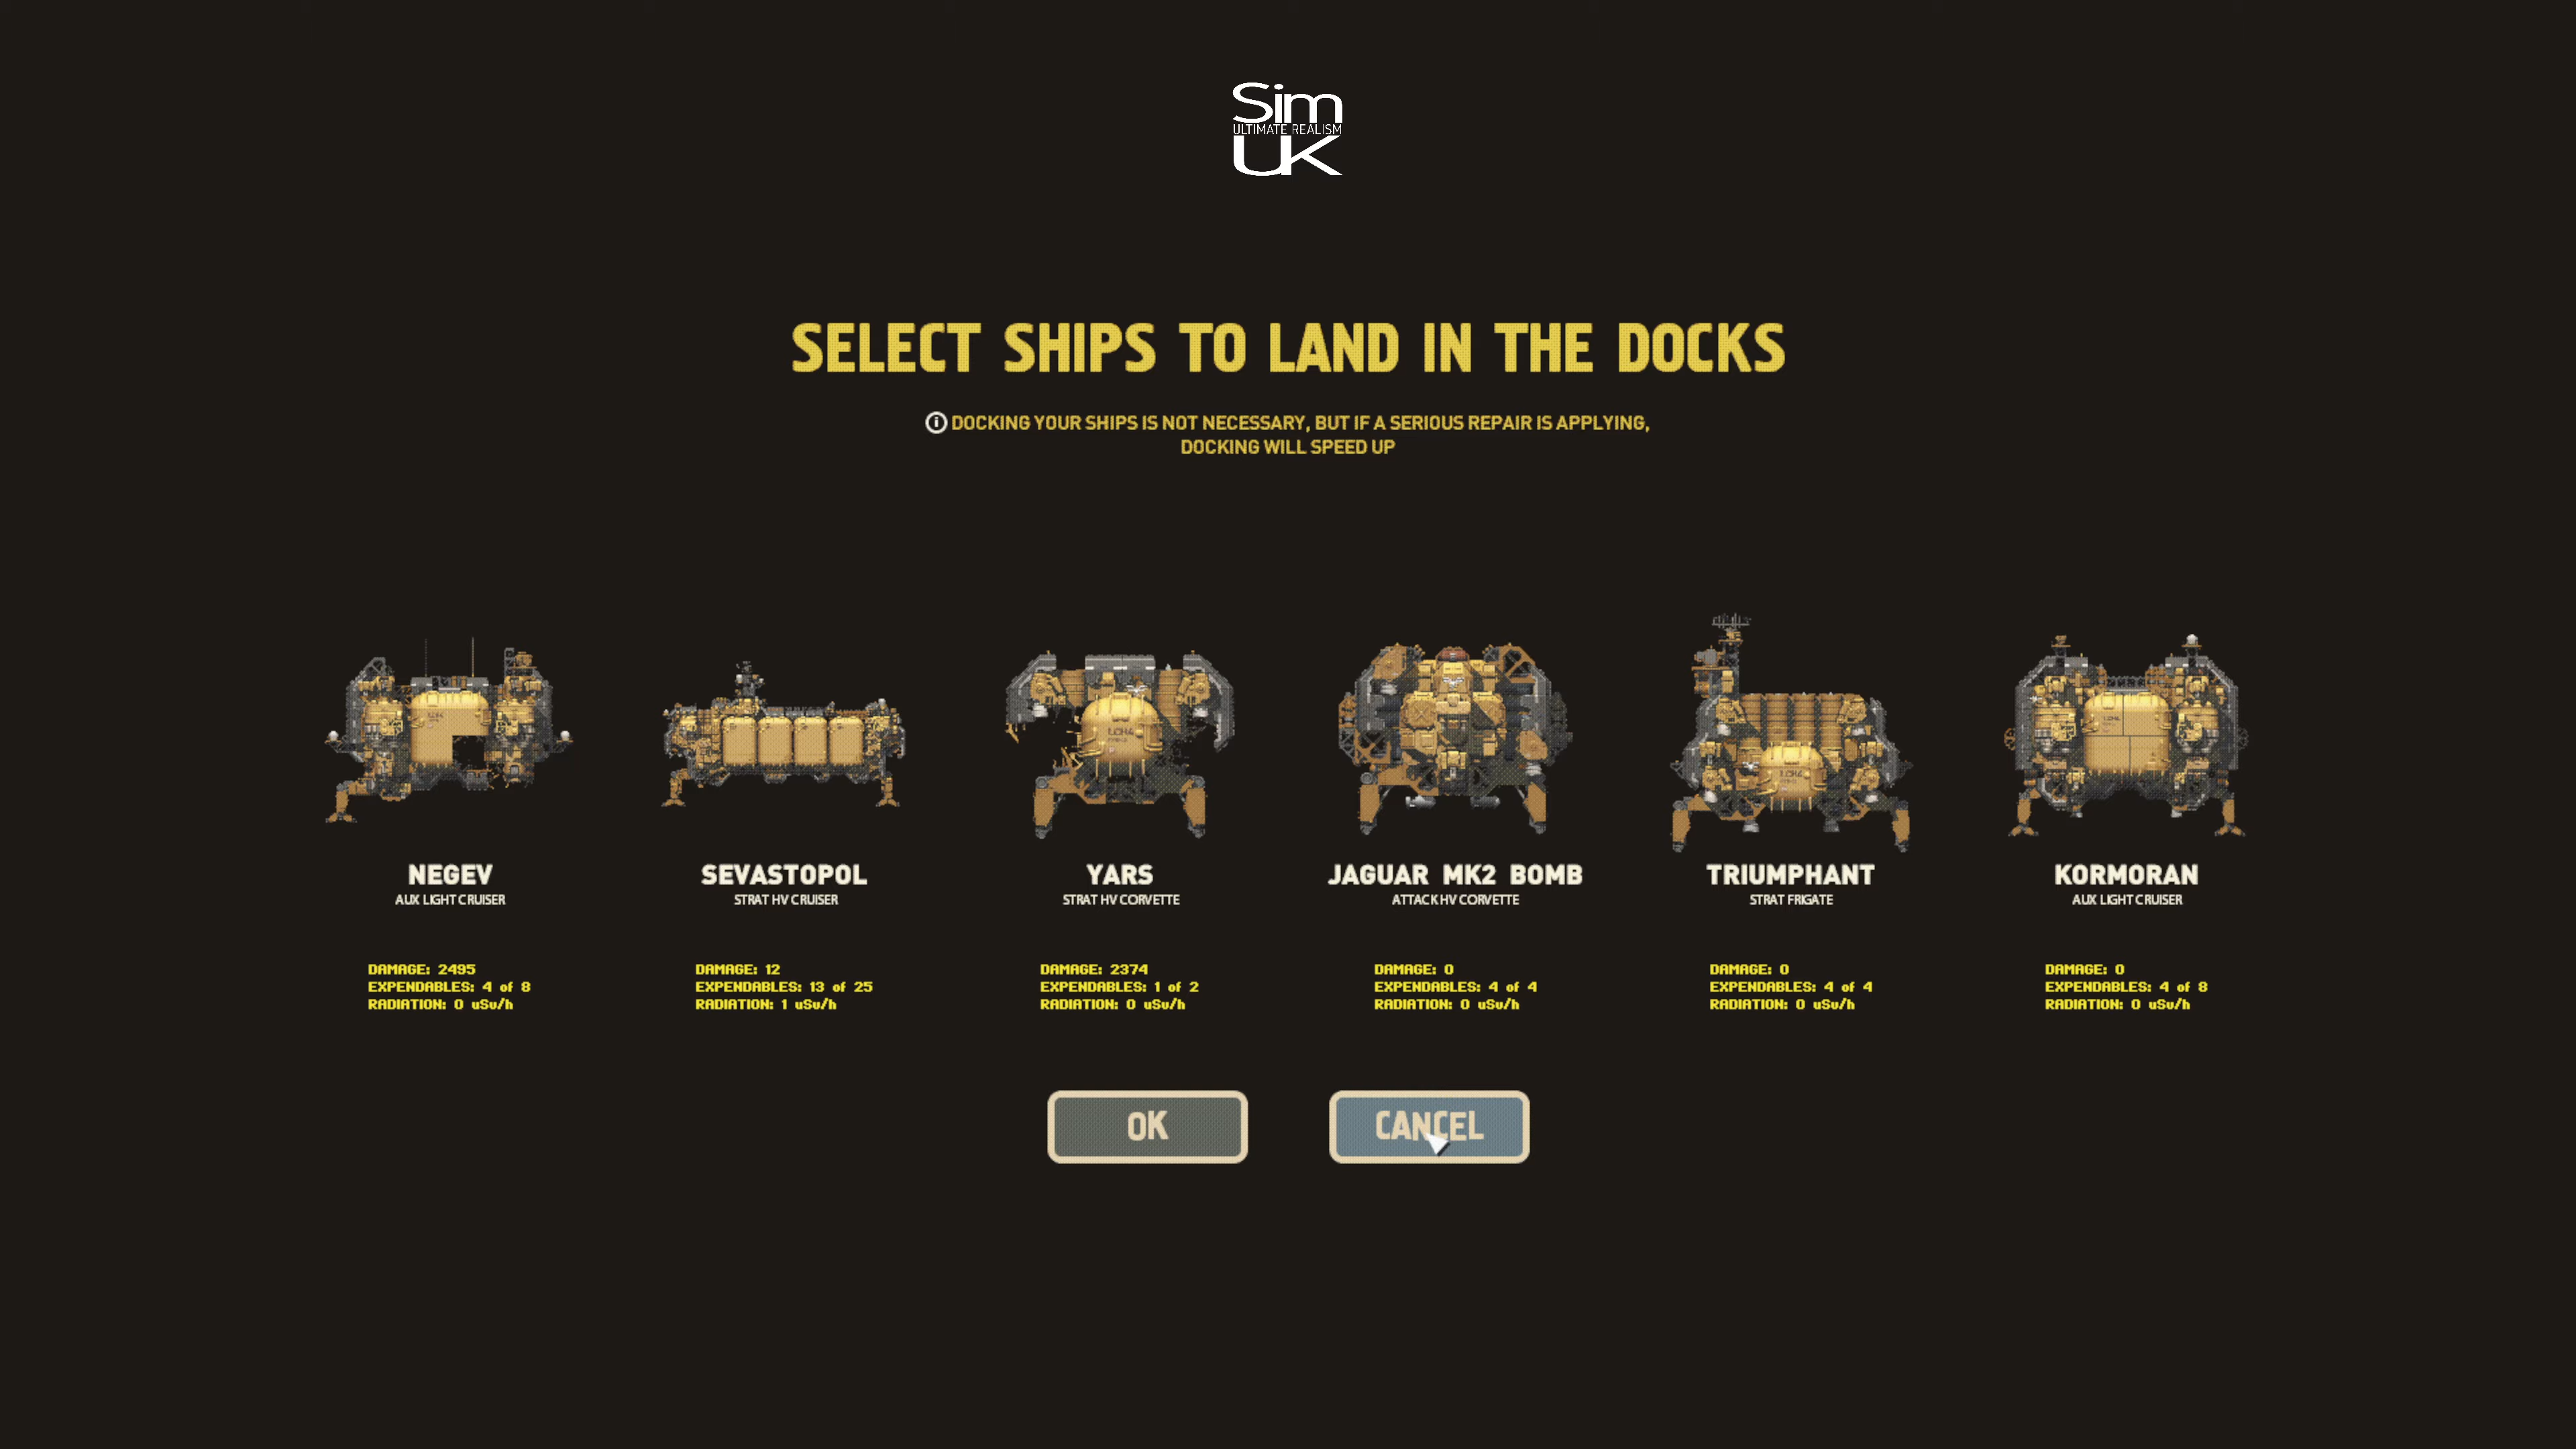 Sim
ULTIMATE REALISM
UK
SELECT SHIPS TO LAND IN THE DOCKS
DOCKING YOUR SHIPS IS NOT NECESSARY, BUT IF A SERIOUS REPAIR IS APPLYING,
DOCKING WILL SPEED UP
NEGEV
AUX LIGHT CRUISER
DAMAGE: 2495
EXPENDABLES: 4 of 8
RADIATION: 0 uSv/h
SEVASTOPOL
STRAT HV CRUISER
DAMAGE: 12
EXPENDABLES: 13 of 25
RADIATION: 1 uSv/h
YARS
STRAT HV CORVETTE
DAMAGE: 2374
EXPENDABLES: 1 of 2
RADIATION: 0 uSv/h
JAGUAR MK2 BOMB
ATTACK HV CORVETTE
DAMAGE: 0
EXPENDABLES: 4 of 4
RADIATION: 0 uSv/h
TRIUMPHANT
STRAT FRIGATE
DAMAGE: 0
EXPENDABLES: 4 of 4
RADIATION: 0 uSv/h
KORMORAN
AUX LIGHT CRUISER
DAMAGE: 0
EXPENDABLES: 4 of 8
RADIATION: 0 uSv/h
OK
CANCEL